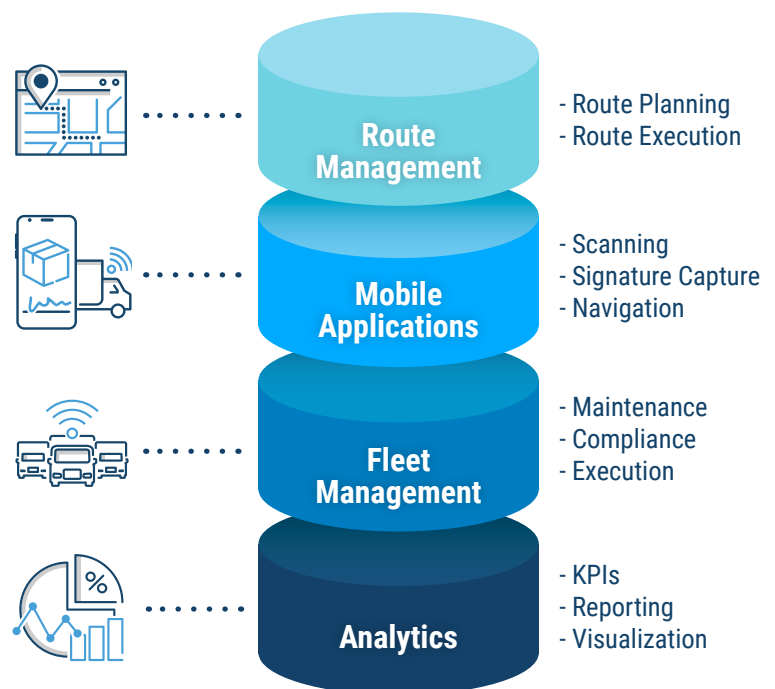 Route
Management
- Route Planning
- Route Execution
Mobile
Applications
- Scanning
- Signature Capture
- Navigation
Fleet
Management
- Maintenance
- Compliance
- Execution
%
Analytics
- KPIs
- Reporting
- Visualization